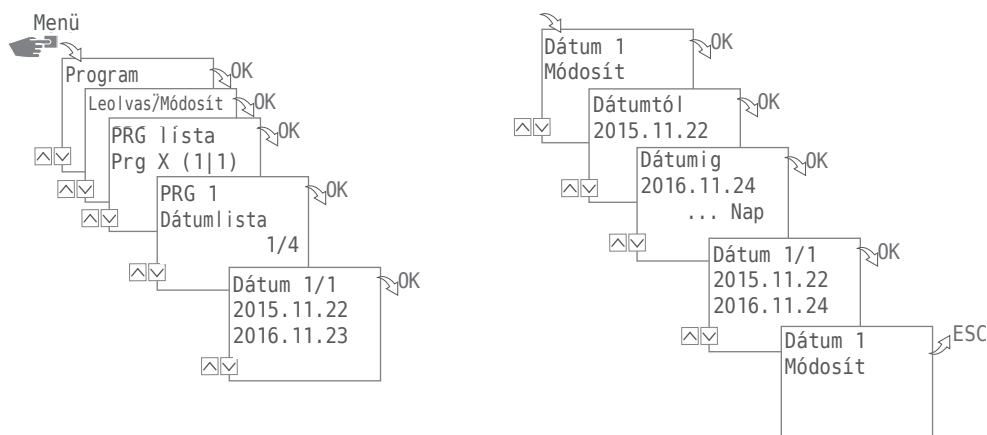 Menü
Program
OK
Leolvas/Módosít
OK
PRG lísta
Prg X (1|1)
OK
PRG 1
Dátumlista
1/4
OK
Dátum 1/1
2015.11.22
2016.11.23
OK
Dátum 1
Módosít
OK
Dátumtól
2015.11.22
OK
Dátumig
2016.11.24
... Nap
OK
Dátum 1/1
2015.11.22
2016.11.24
OK
Dátum 1
Módosít
ESC